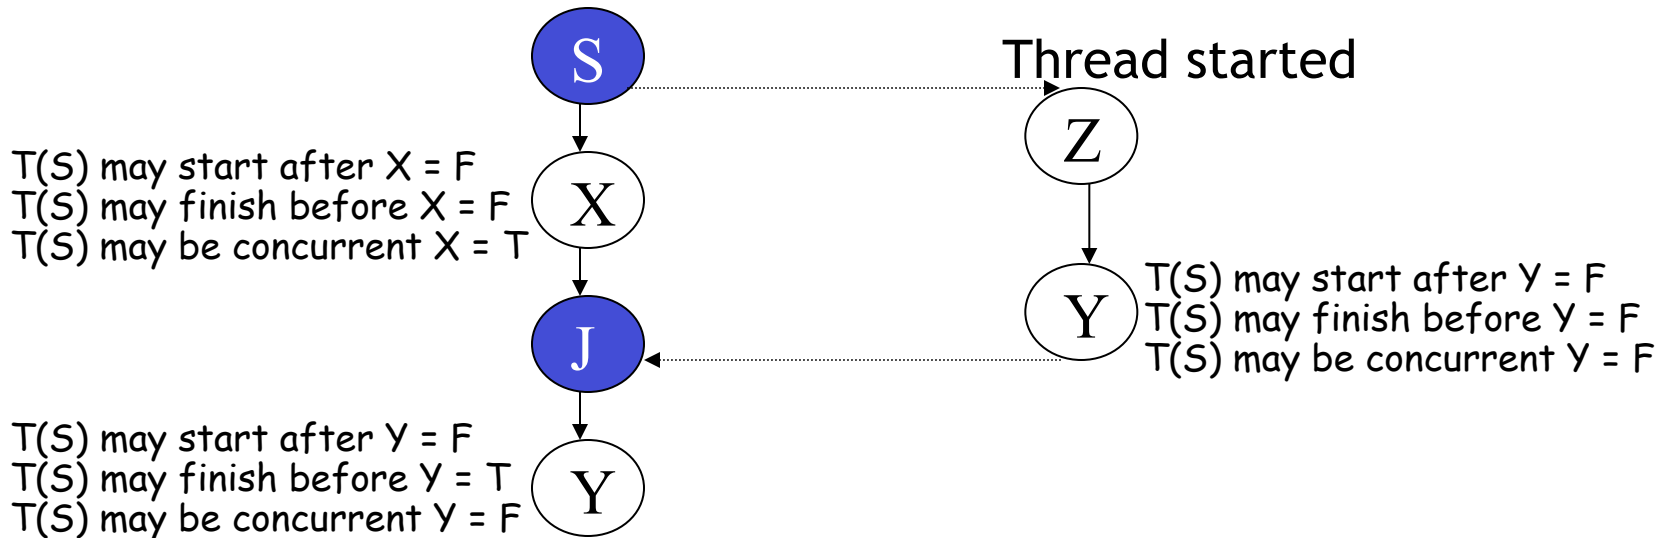 S
Thread started
Z
T(S) may start after X = F
T(S) may finish before X = F
T(S) may be concurrent X = T
X
T(S) may start after Y = F
T(S) may finish before Y = F
T(S) may be concurrent Y = F
Y
J
T(S) may start after Y = F
T(S) may finish before Y = T
T(S) may be concurrent Y = F
Y